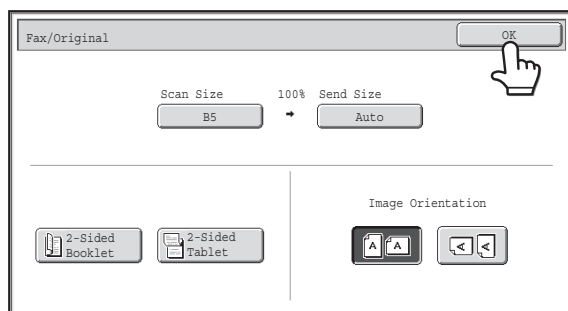 Fax/Original
OK
Scan Size 100% Send Size
B5 → Auto
Image Orientation
2-Sided Booklet
2-Sided Tablet
A A
A A